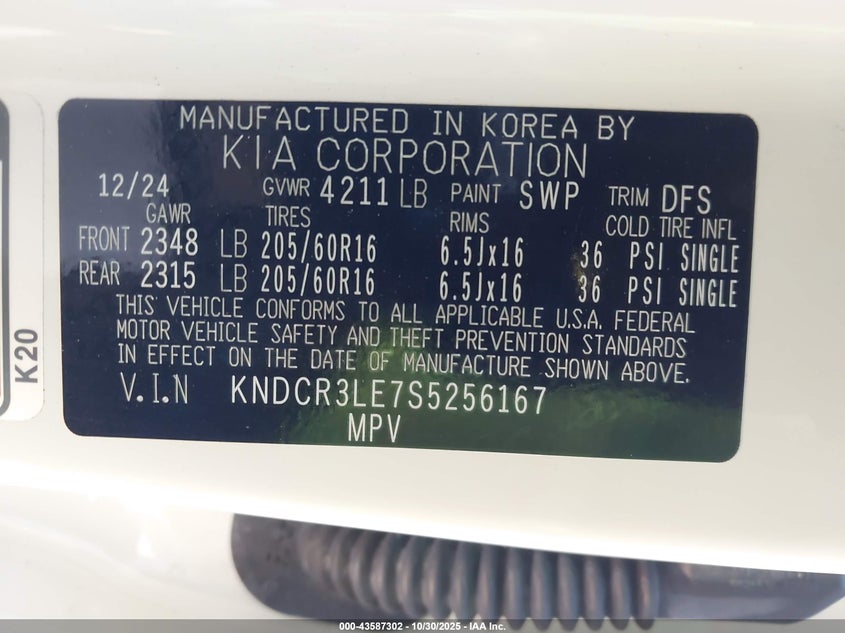 MANUFACTURED IN KOREA BY
KIA CORPORATION
12/24 GVWR 4211 LB PAINT SWP TRIM DFS
GAWR TIRES RIMS COLD TIRE INFL
FRONT 2348 LB 205/60R16 6.5Jx16 36 PSI SINGLE
REAR 2315 LB 205/60R16 6.5Jx16 36 PSI SINGLE
THIS VEHICLE CONFORMS TO ALL APPLICABLE U.S.A. FEDERAL
MOTOR VEHICLE SAFETY AND THEFT PREVENTION STANDARDS
IN EFFECT ON THE DATE OF MANUFACTURE SHOWN ABOVE.
V.I.N KNDCR3LE7S5256167
MPV
K20
000-43587302 - 10/30/2025 - IAA Inc.